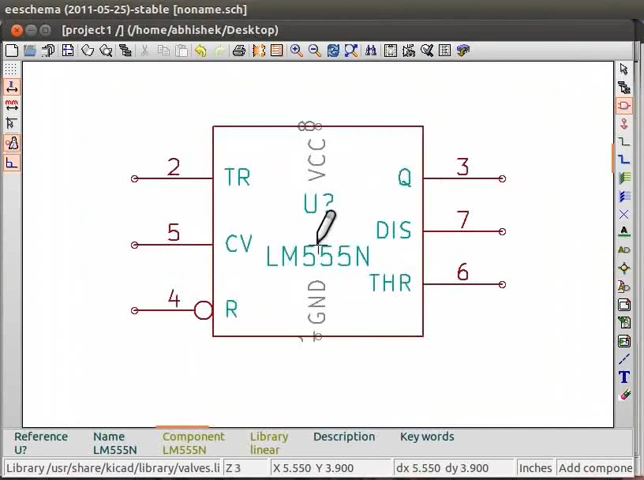 eeschema (2011-05-25)-stable [noname.sch]
[project1 /] (/home/abhishek/Desktop)
8
VCC
2 TR Q 3
U?
5 CV DIS 7
LM555N
THR 6
4 R
GND
1
Reference Name Component Library Description Key words
U? LM555N LM555N linear
Library /usr/share/kicad/library/valves.li Z 3 X 5.550 Y 3.900 dx 5.550 dy 3.900 Inches Add compone